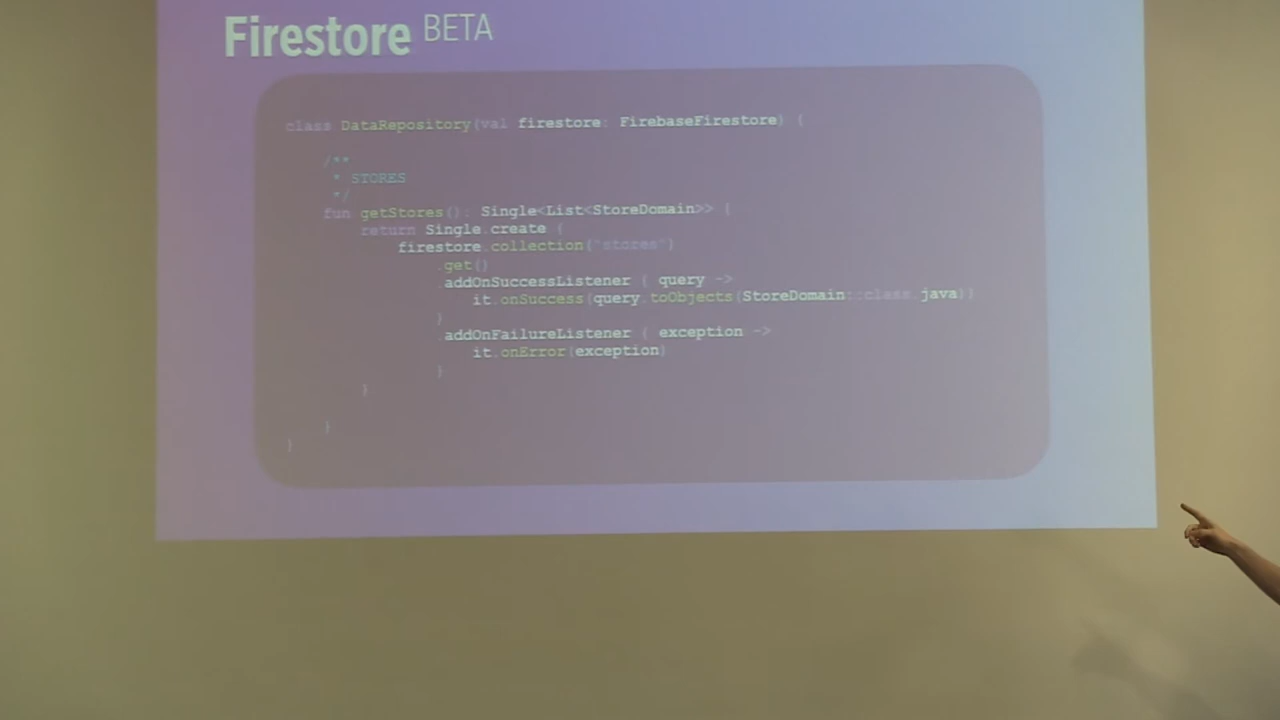 Firestore BETA
class DataRepository(val firestore: FirebaseFirestore) {
/**
* STORES
*/
fun getStores(): Single<List<StoreDomain>> {
return Single.create {
firestore.collection("stores")
.get()
.addOnSuccessListener { query ->
it.onSuccess(query.toObjects(StoreDomain::class.java))
}
.addOnFailureListener { exception ->
it.onError(exception)
}
}
}
}